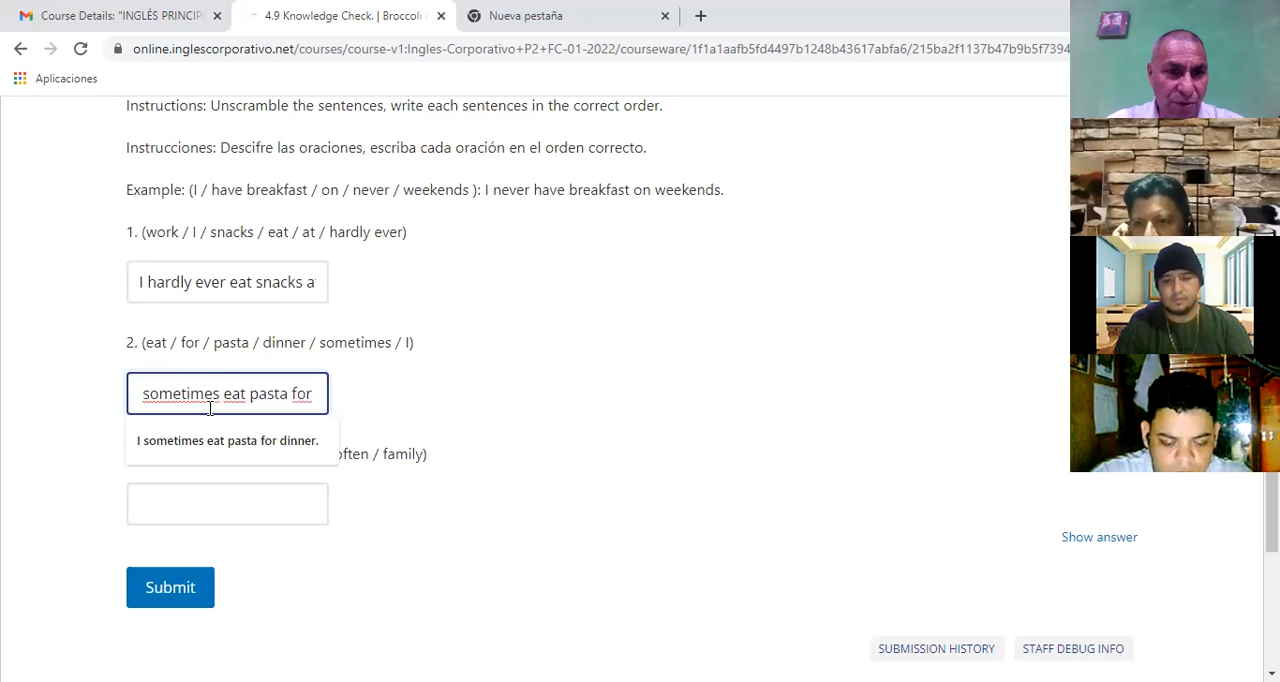 Course Details: "INGLÉS PRINCIP
4.9 Knowledge Check. | Broccoli
Nueva pestaña
online.inglescorporativo.net/courses/course-v1:Ingles-Corporativo+P2+FC-01-2022/courseware/1f1a1aafb5fd4497b1248b43617abfa6/215ba2f1137b47b9b5f7394
Aplicaciones
Instructions: Unscramble the sentences, write each sentences in the correct order.
Instrucciones: Descifre las oraciones, escriba cada oración en el orden correcto.
Example: (I / have breakfast / on / never / weekends ): I never have breakfast on weekends.
1. (work / I / snacks / eat / at / hardly ever)
I hardly ever eat snacks a
2. (eat / for / pasta / dinner / sometimes / I)
sometimes eat pasta for
I sometimes eat pasta for dinner.
often / family)
Show answer
Submit
SUBMISSION HISTORY
STAFF DEBUG INFO